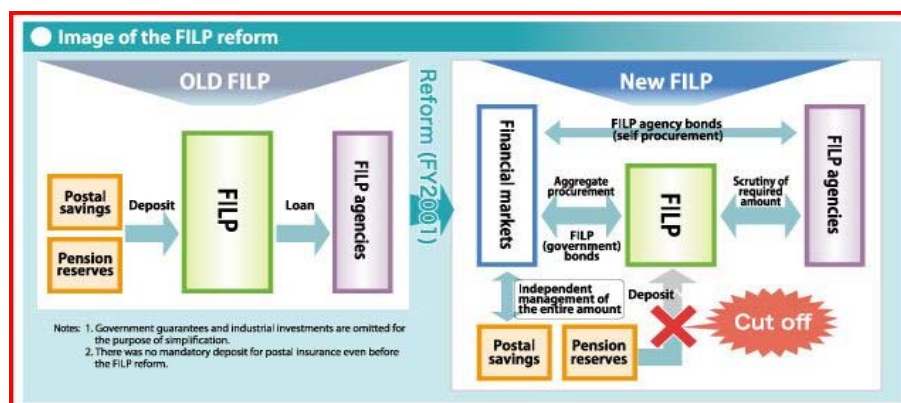 Image of the FILP reform
OLD FILP
Postal
savings
Pension
reserves
Deposit
FILP
Loan
FILP agencies
Notes: 1. Government guarantees and industrial investments are omitted for
the purpose of simplification.
2. There was no mandatory deposit for postal insurance even before
the FILP reform.
Reform (FY2001)
New FILP
Financial markets
FILP agency bonds
(self procurement)
Aggregate
procurement
FILP
(government)
bonds
FILP
Scrutiny of
required
amount
FILP agencies
Independent
management of
the entire amount
Deposit
Cut off
Postal
savings
Pension
reserves